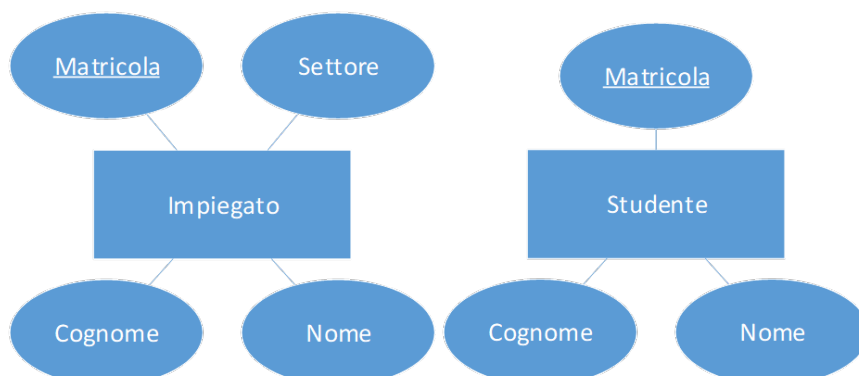 Matricola
Settore
Matricola
Impiegato
Studente
Cognome
Nome
Cognome
Nome